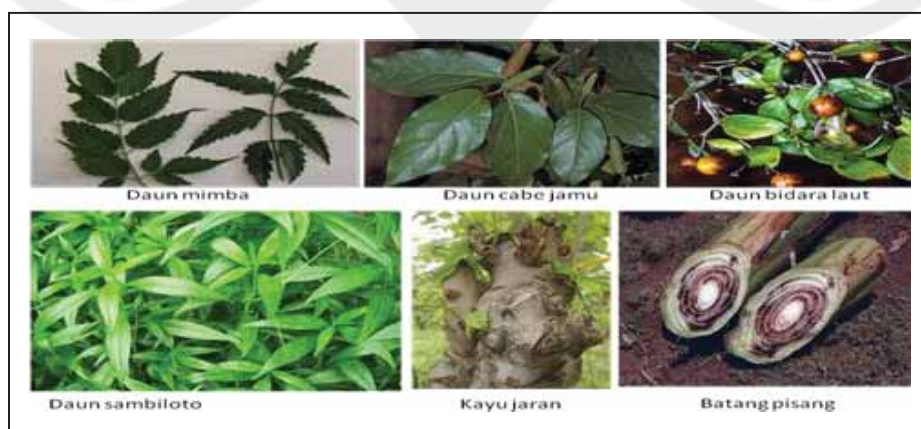 Daun mimba
Daun cabe jamu
Daun bidara laut
Daun sambiloto
Kayu jaran
Batang pisang